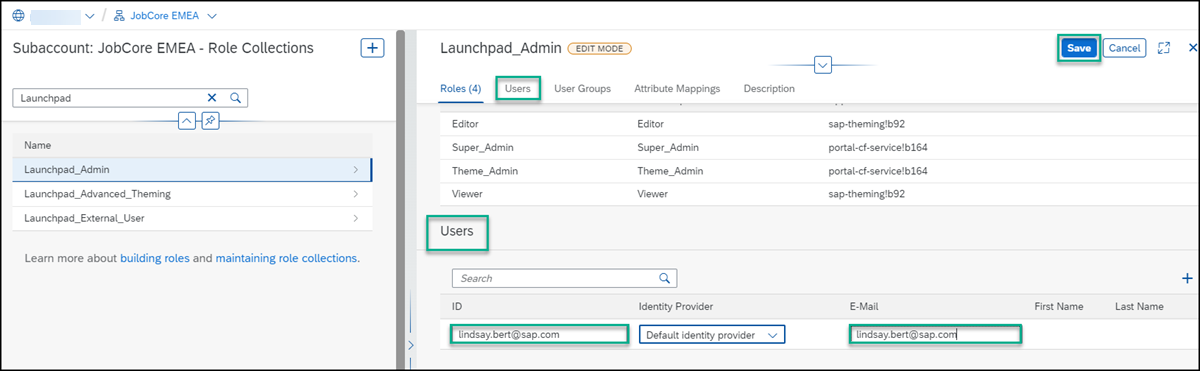 JobCore EMEA
Subaccount: JobCore EMEA - Role Collections
Launchpad
Name
Launchpad_Admin
Launchpad_Advanced_Theming
Launchpad_External_User
Learn more about building roles and maintaining role collections.
Launchpad_Admin EDIT MODE Save Cancel
Roles (4) Users User Groups Attribute Mappings Description
Editor Editor sap-theming!b92
Super_Admin Super_Admin portal-cf-service!b164
Theme_Admin Theme_Admin portal-cf-service!b164
Viewer Viewer sap-theming!b92
Users
Search
ID Identity Provider E-Mail First Name Last Name
lindsay.bert@sap.com Default identity provider lindsay.bert@sap.com